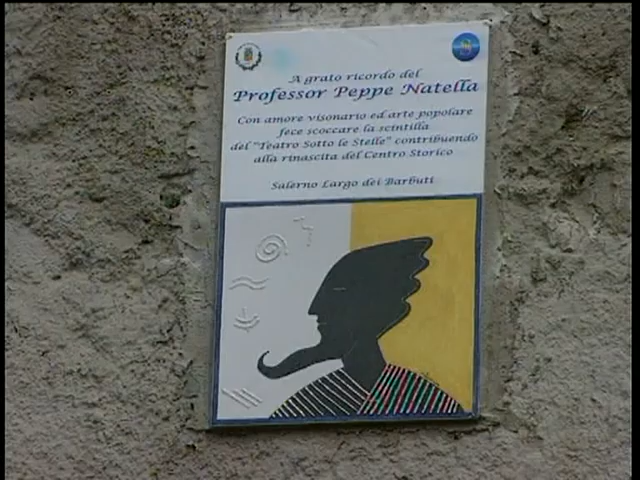 A grato ricordo del
Professor Peppe Natella
Con amore visionario ed arte popolare
fece scoccare la scintilla
del "Teatro Sotto le Stelle" contribuendo
alla rinascita del Centro Storico
Salerno Largo dei Barbuti